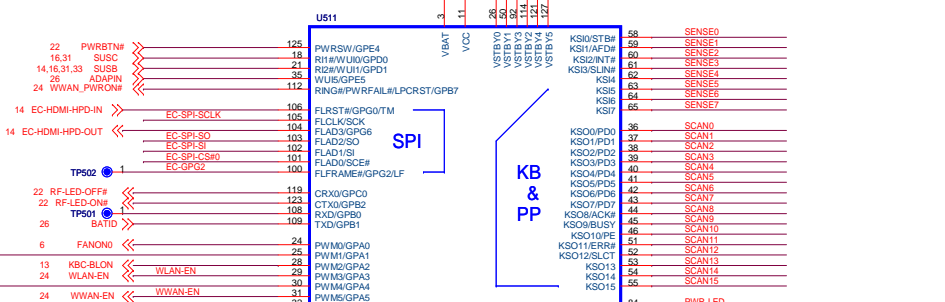 U511
3 VBAT
11 VCC
26 VSTBY0
50 VSTBY1
92 VSTBY3
114 VSTBY2
121 VSTBY4
127 VSTBY5
22 PWRBTN# 125 PWRSW/GPE4
16,31 SUSC 18 RI1#/WUI0/GPD0
14,16,31,33 SUSB 21 RI2#/WUI1/GPD1
26 ADAPIN 35 WUI5/GPE5
24 WWAN_PWRON# 112 RING#/PWRFAIL#/LPCRST/GPB7
14 EC-HDMI-HPD-IN 106 FLRST#/GPG0/TM
EC-SPI-SCLK 105 FLCLK/SCK
14 EC-HDMI-HPD-OUT 104 FLAD3/GPG6
EC-SPI-SO 103 FLAD2/SO
EC-SPI-SI 102 FLAD1/SI
EC-SPI-CS#0 101 FLAD0/SCE#
TP502 1 EC-GPG2 100 FLFRAME#/GPG2/LF
SPI
22 RF-LED-OFF# 119 CRX0/GPC0
22 RF-LED-ON# 123 CTX0/GPB2
TP501 1 108 RXD/GPB0
26 BATID 109 TXD/GPB1
6 FANON0 24 PWM0/GPA0
25 PWM1/GPA1
13 KBC-BLON 28 PWM2/GPA2
24 WLAN-EN WLAN-EN 29 PWM3/GPA3
30 PWM4/GPA4
24 WWAN-EN WWAN-EN 31 PWM5/GPA5
KB
&
PP
KSI0/STB# 58 SENSE0
KSI1/AFD# 59 SENSE1
KSI2/INT# 60 SENSE2
KSI3/SLIN# 61 SENSE3
KSI4 62 SENSE4
KSI5 63 SENSE5
KSI6 64 SENSE6
KSI7 65 SENSE7
KSO0/PD0 36 SCAN0
KSO1/PD1 37 SCAN1
KSO2/PD2 38 SCAN2
KSO3/PD3 39 SCAN3
KSO4/PD4 40 SCAN4
KSO5/PD5 41 SCAN5
KSO6/PD6 42 SCAN6
KSO7/PD7 43 SCAN7
KSO8/ACK# 44 SCAN8
KSO9/BUSY 45 SCAN9
KSO10/PE 46 SCAN10
KSO11/ERR# 51 SCAN11
KSO12/SLCT 52 SCAN12
KSO13 53 SCAN13
KSO14 54 SCAN14
KSO15 55 SCAN15